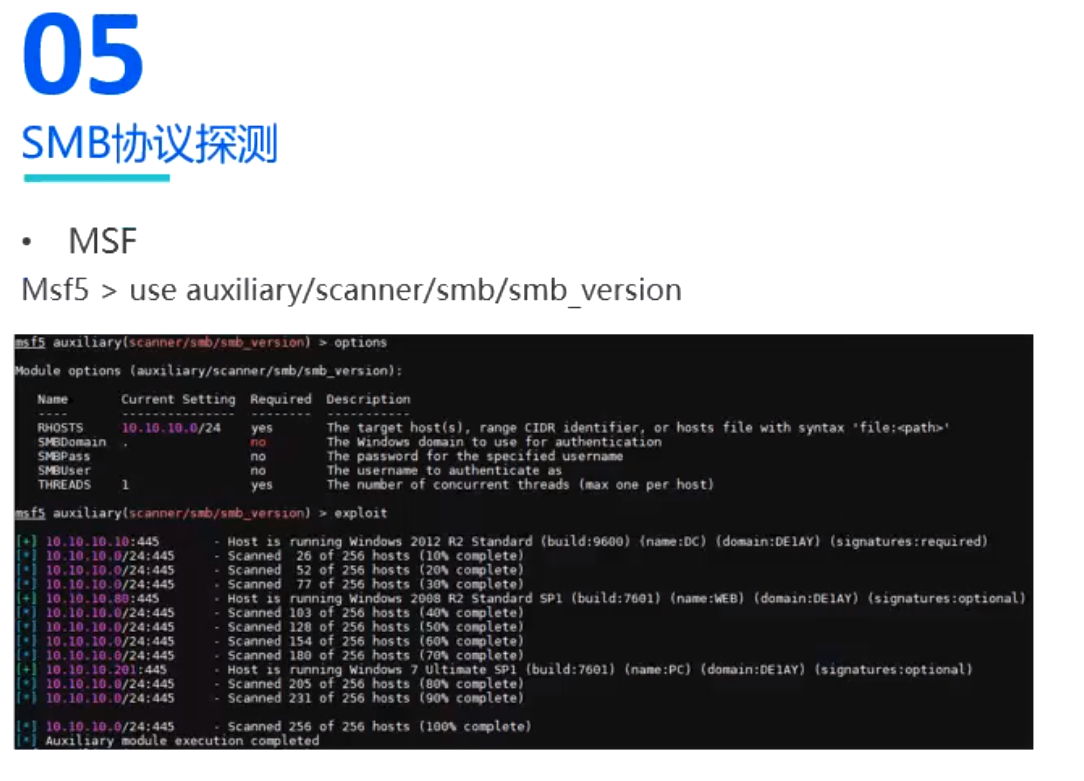 05
SMB协议探测
• MSF
Msf5 > use auxiliary/scanner/smb/smb_version
msf5 auxiliary(scanner/smb/smb_version) > options
Module options (auxiliary/scanner/smb/smb_version):
Name Current Setting Required Description
---- --------------- -------- -----------
RHOSTS 10.10.10.0/24 yes The target host(s), range CIDR identifier, or hosts file with syntax 'file:<path>'
SMBDomain . no The Windows domain to use for authentication
SMBPass no The password for the specified username
SMBUser no The username to authenticate as
THREADS 1 yes The number of concurrent threads (max one per host)
msf5 auxiliary(scanner/smb/smb_version) > exploit
[+] 10.10.10.10:445 - Host is running Windows 2012 R2 Standard (build:9600) (name:DC) (domain:DE1AY) (signatures:required)
[*] 10.10.10.0/24:445 - Scanned 26 of 256 hosts (10% complete)
[*] 10.10.10.0/24:445 - Scanned 52 of 256 hosts (20% complete)
[*] 10.10.10.0/24:445 - Scanned 77 of 256 hosts (30% complete)
[+] 10.10.10.80:445 - Host is running Windows 2008 R2 Standard SP1 (build:7601) (name:WEB) (domain:DE1AY) (signatures:optional)
[*] 10.10.10.0/24:445 - Scanned 103 of 256 hosts (40% complete)
[*] 10.10.10.0/24:445 - Scanned 128 of 256 hosts (50% complete)
[*] 10.10.10.0/24:445 - Scanned 154 of 256 hosts (60% complete)
[*] 10.10.10.0/24:445 - Scanned 180 of 256 hosts (70% complete)
[+] 10.10.10.201:445 - Host is running Windows 7 Ultimate SP1 (build:7601) (name:PC) (domain:DE1AY) (signatures:optional)
[*] 10.10.10.0/24:445 - Scanned 205 of 256 hosts (80% complete)
[*] 10.10.10.0/24:445 - Scanned 231 of 256 hosts (90% complete)
[*] 10.10.10.0/24:445 - Scanned 256 of 256 hosts (100% complete)
[*] Auxiliary module execution completed